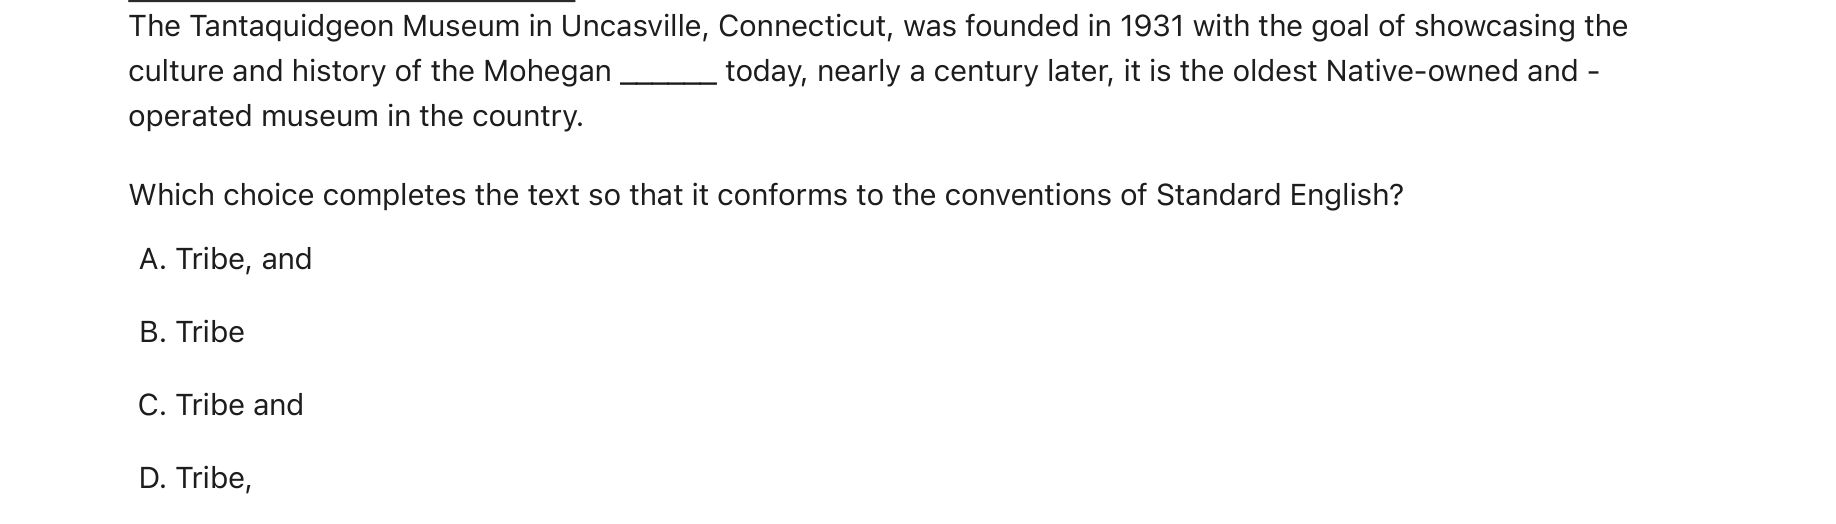 The Tantaquidgeon Museum in Uncasville, Connecticut, was founded in 1931 with the goal of showcasing the
culture and history of the Mohegan ______ today, nearly a century later, it is the oldest Native-owned and -
operated museum in the country.
Which choice completes the text so that it conforms to the conventions of Standard English?
A. Tribe, and
B. Tribe
C. Tribe and
D. Tribe,